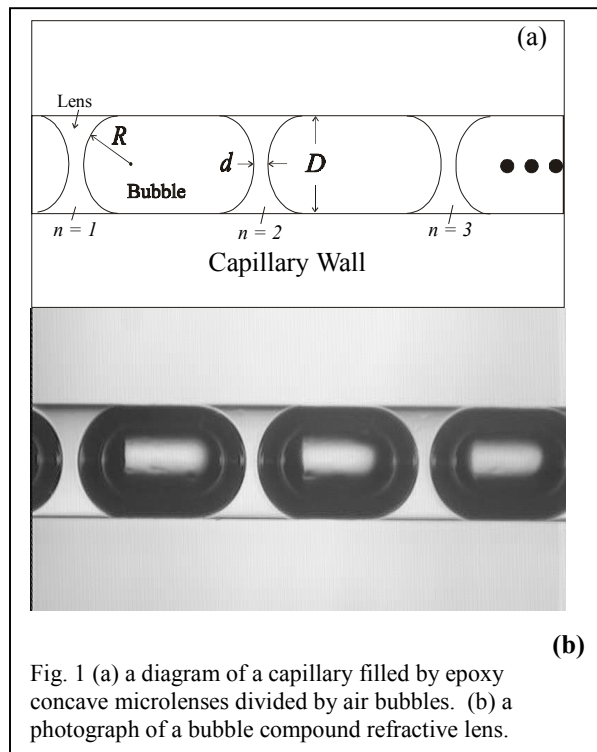 (a)
Lens
R
d
D
Bubble
n = 1
n = 2
n = 3
Capillary Wall
(b)
Fig. 1 (a) a diagram of a capillary filled by epoxy
concave microlenses divided by air bubbles. (b) a
photograph of a bubble compound refractive lens.